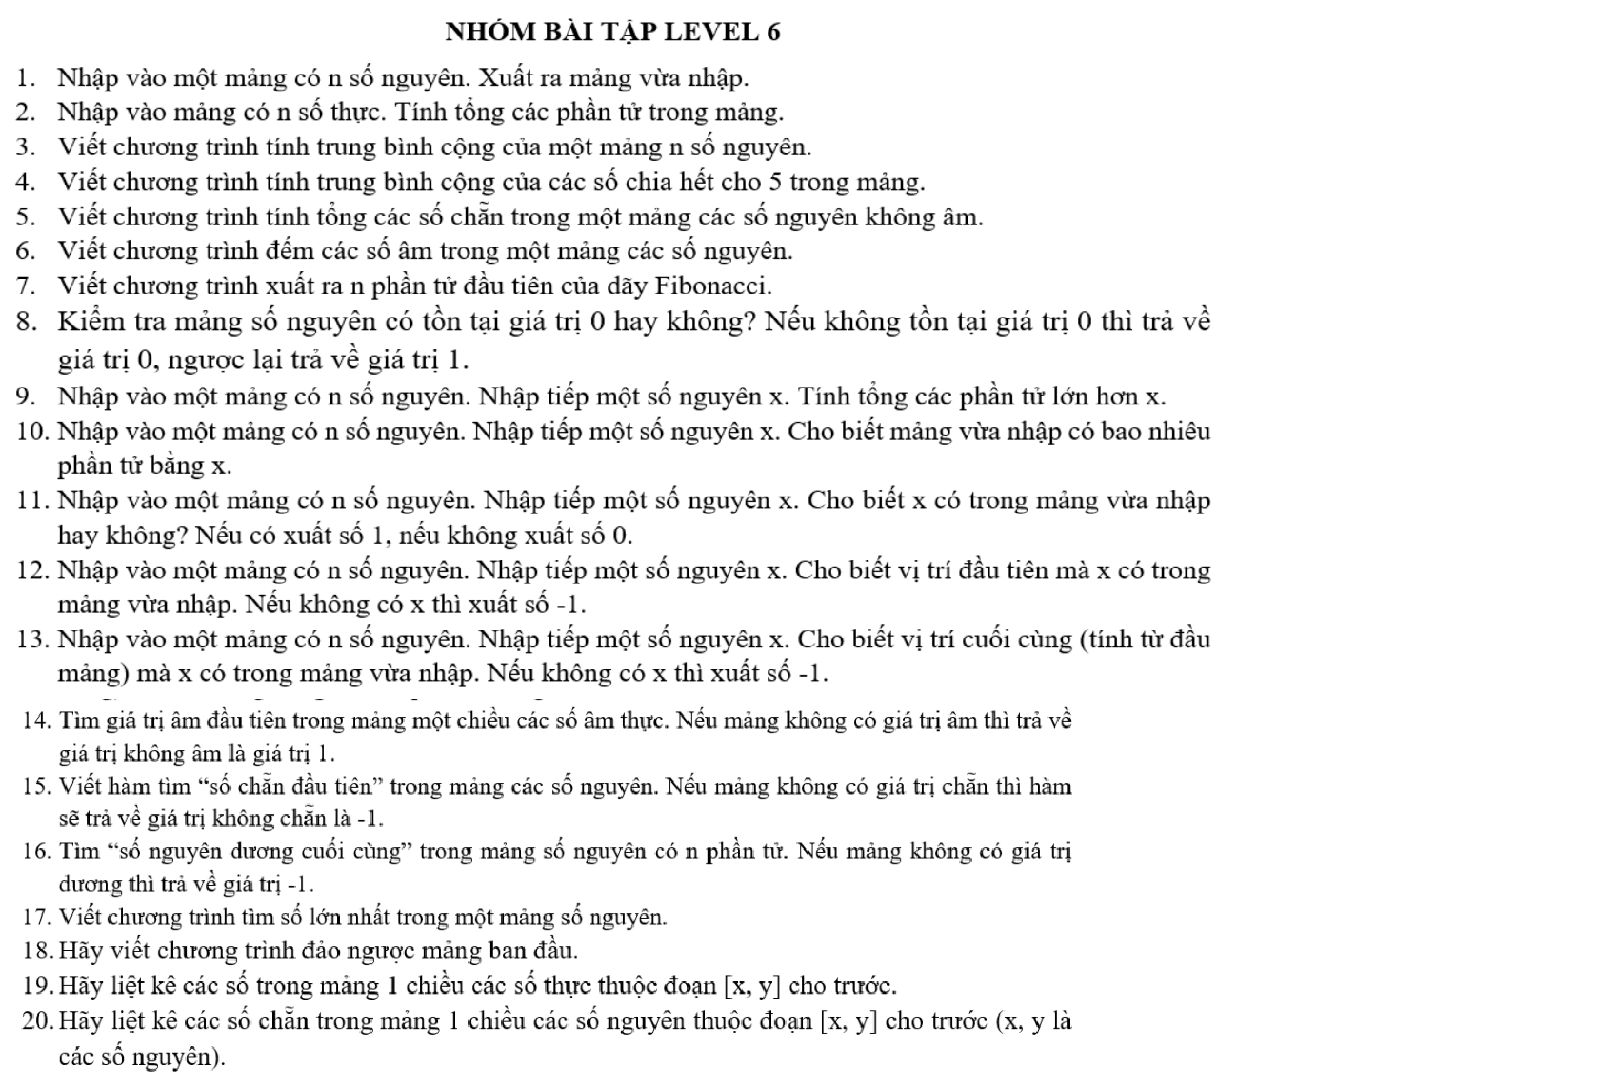 NHÓM BÀI TẬP LEVEL 6
1. Nhập vào một mảng có n số nguyên. Xuất ra mảng vừa nhập.
2. Nhập vào mảng có n số thực. Tính tổng các phần tử trong mảng.
3. Viết chương trình tính trung bình cộng của một mảng n số nguyên.
4. Viết chương trình tính trung bình cộng của các số chia hết cho 5 trong mảng.
5. Viết chương trình tính tổng các số chẵn trong một mảng các số nguyên không âm.
6. Viết chương trình đếm các số âm trong một mảng các số nguyên.
7. Viết chương trình xuất ra n phần tử đầu tiên của dãy Fibonacci.
8. Kiểm tra mảng số nguyên có tồn tại giá trị 0 hay không? Nếu không tồn tại giá trị 0 thì trả về
giá trị 0, ngược lại trả về giá trị 1.
9. Nhập vào một mảng có n số nguyên. Nhập tiếp một số nguyên x. Tính tổng các phần tử lớn hơn x.
10. Nhập vào một mảng có n số nguyên. Nhập tiếp một số nguyên x. Cho biết mảng vừa nhập có bao nhiêu
phần tử bằng x.
11. Nhập vào một mảng có n số nguyên. Nhập tiếp một số nguyên x. Cho biết x có trong mảng vừa nhập
hay không? Nếu có xuất số 1, nếu không xuất số 0.
12. Nhập vào một mảng có n số nguyên. Nhập tiếp một số nguyên x. Cho biết vị trí đầu tiên mà x có trong
mảng vừa nhập. Nếu không có x thì xuất số -1.
13. Nhập vào một mảng có n số nguyên. Nhập tiếp một số nguyên x. Cho biết vị trí cuối cùng (tính từ đầu
mảng) mà x có trong mảng vừa nhập. Nếu không có x thì xuất số -1.
14. Tìm giá trị âm đầu tiên trong mảng một chiều các số âm thực. Nếu mảng không có giá trị âm thì trả về
giá trị không âm là giá trị 1.
15. Viết hàm tìm “số chẵn đầu tiên” trong mảng các số nguyên. Nếu mảng không có giá trị chẵn thì hàm
sẽ trả về giá trị không chẵn là -1.
16. Tìm “số nguyên dương cuối cùng” trong mảng số nguyên có n phần tử. Nếu mảng không có giá trị
dương thì trả về giá trị -1.
17. Viết chương trình tìm số lớn nhất trong một mảng số nguyên.
18. Hãy viết chương trình đảo ngược mảng ban đầu.
19. Hãy liệt kê các số trong mảng 1 chiều các số thực thuộc đoạn [x, y] cho trước.
20. Hãy liệt kê các số chẵn trong mảng 1 chiều các số nguyên thuộc đoạn [x, y] cho trước (x, y là
các số nguyên).